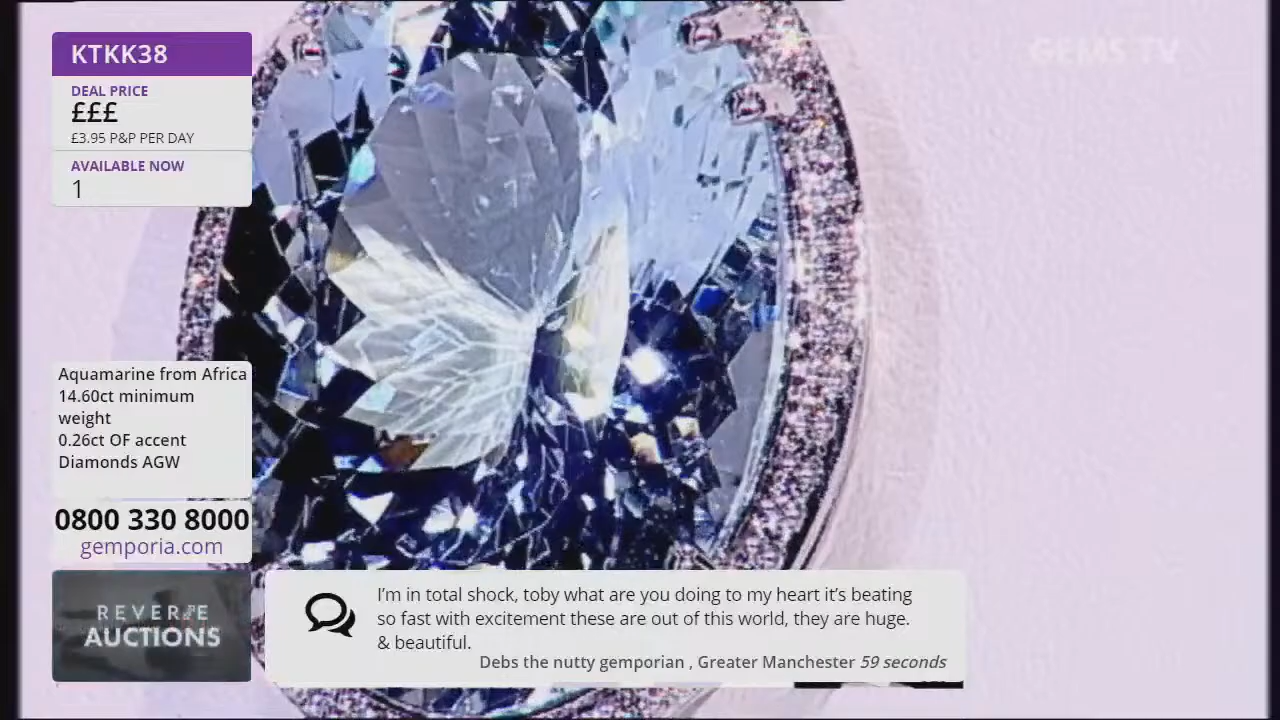 KTKK38
DEAL PRICE
£££
£3.95 P&P PER DAY
AVAILABLE NOW
1
GEMS TV
Aquamarine from Africa
14.60ct minimum
weight
0.26ct OF accent
Diamonds AGW
0800 330 8000
gemporia.com
REVERSE
AUCTIONS
I'm in total shock, toby what are you doing to my heart it's beating
so fast with excitement these are out of this world, they are huge.
& beautiful.
Debs the nutty gemporian , Greater Manchester 59 seconds